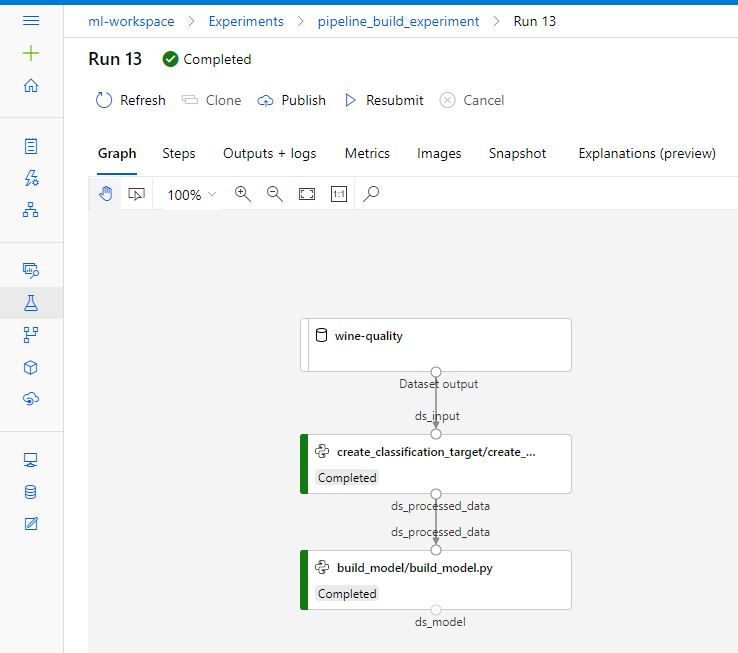 ml-workspace > Experiments > pipeline_build_experiment > Run 13
Run 13 Completed
Refresh Clone Publish Resubmit Cancel
Graph Steps Outputs + logs Metrics Images Snapshot Explanations (preview)
100% 1:1
wine-quality
Dataset output
ds_input
create_classification_target/create_...
Completed
ds_processed_data
ds_processed_data
build_model/build_model.py
Completed
ds_model